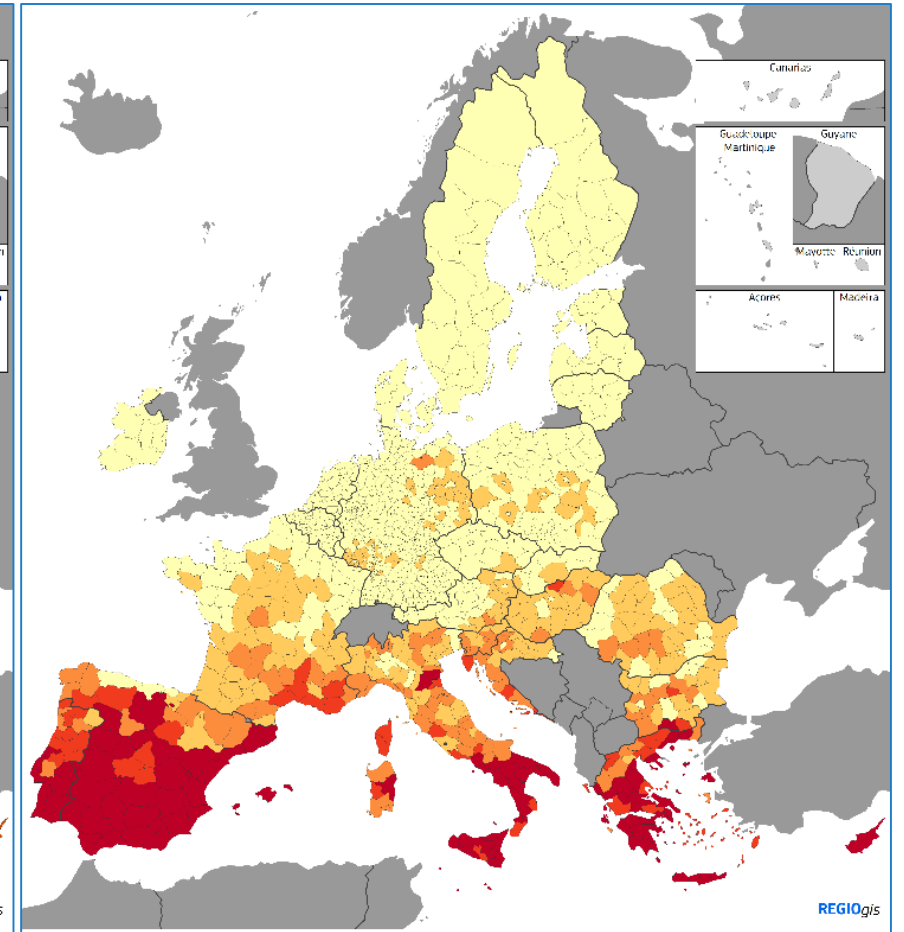 Canarias
Guadeloupe
Martinique
Guyane
Mayotte
Réunion
Açores
Madeira
REGIOgis